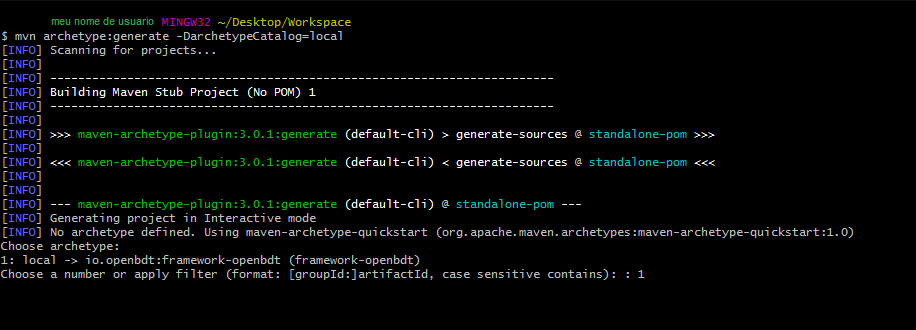 meu nome de usuario MINGW32 ~/Desktop/Workspace
$ mvn archetype:generate -DarchetypeCatalog=local
[INFO] Scanning for projects...
[INFO]
[INFO] ------------------------------------------------------------------------
[INFO] Building Maven Stub Project (No POM) 1
[INFO] ------------------------------------------------------------------------
[INFO]
[INFO] >>> maven-archetype-plugin:3.0.1:generate (default-cli) > generate-sources @ standalone-pom >>>
[INFO]
[INFO] <<< maven-archetype-plugin:3.0.1:generate (default-cli) < generate-sources @ standalone-pom <<<
[INFO]
[INFO]
[INFO] --- maven-archetype-plugin:3.0.1:generate (default-cli) @ standalone-pom ---
[INFO] Generating project in Interactive mode
[INFO] No archetype defined. Using maven-archetype-quickstart (org.apache.maven.archetypes:maven-archetype-quickstart:1.0)
Choose archetype:
1: local -> io.openbdt:framework-openbdt (framework-openbdt)
Choose a number or apply filter (format: [groupId:]artifactId, case sensitive contains): : 1